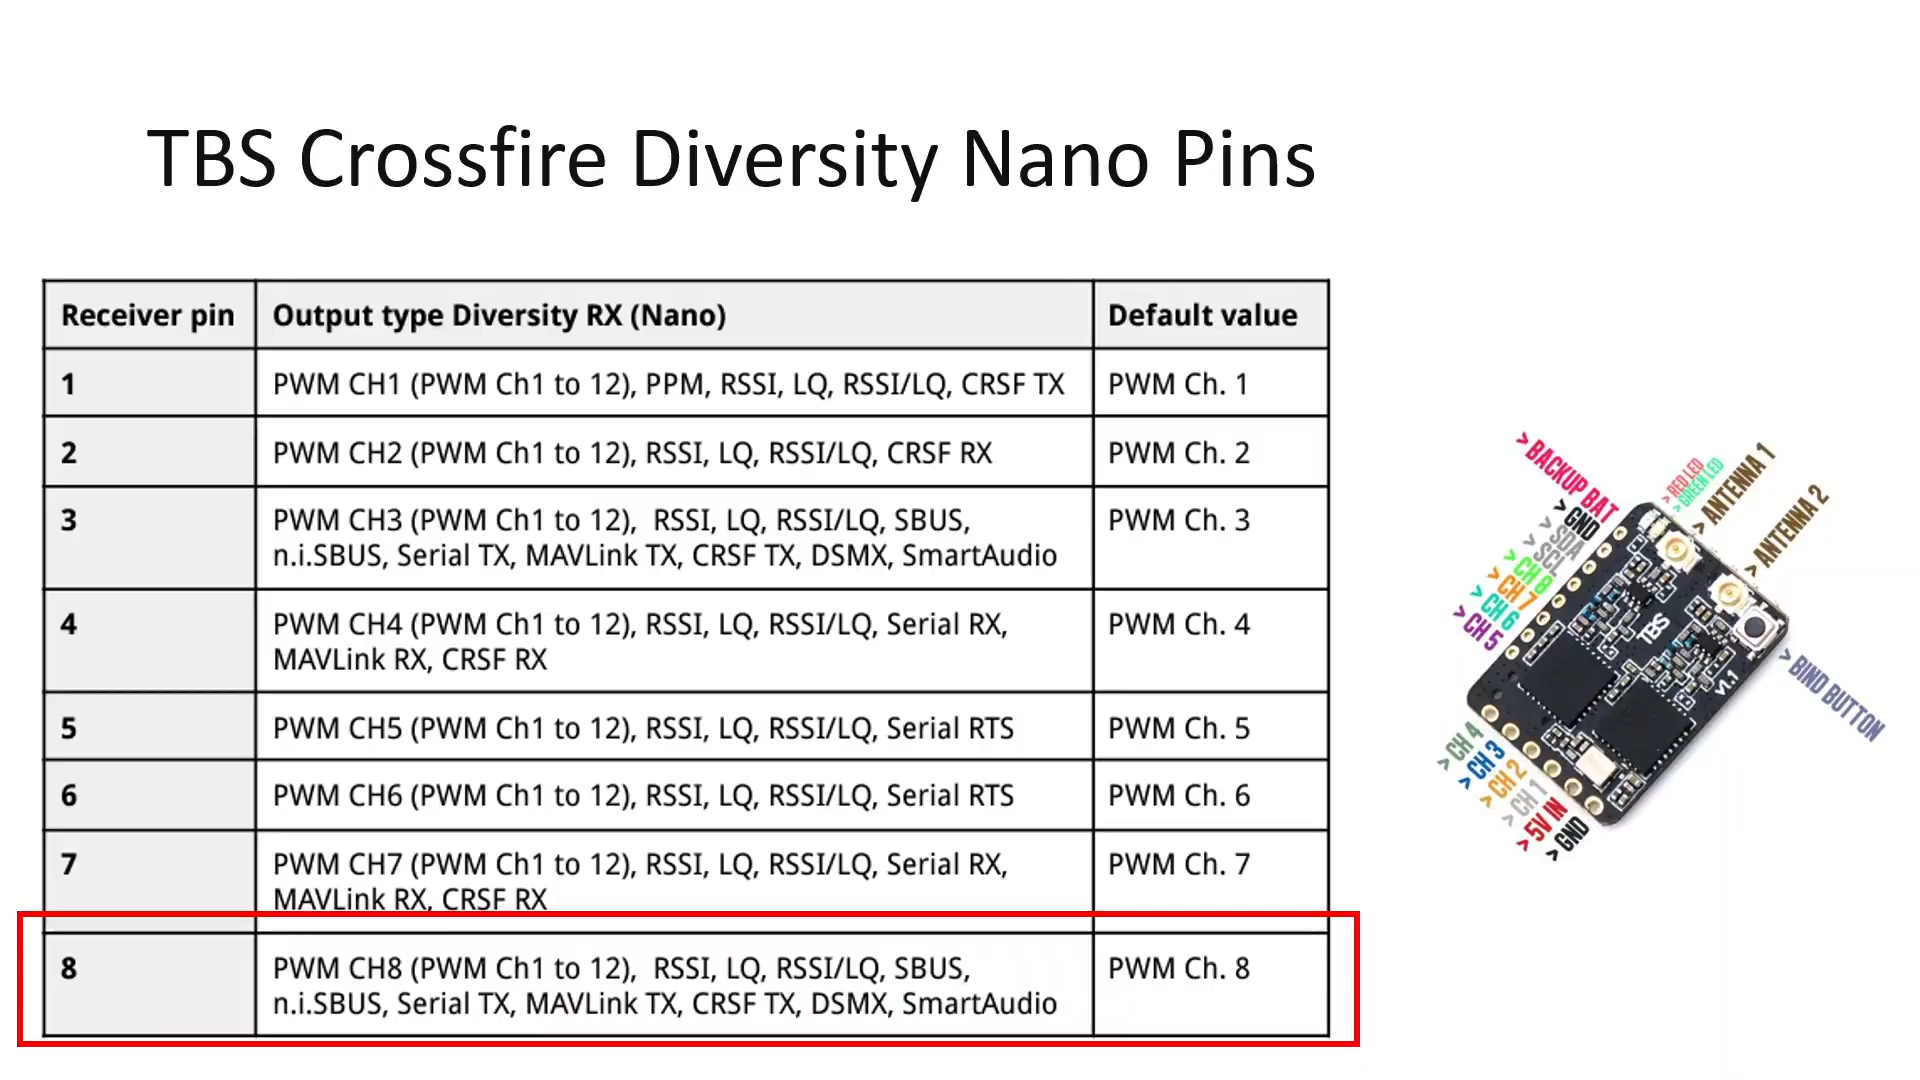 TBS Crossfire Diversity Nano Pins
Receiver pin Output type Diversity RX (Nano) Default value
1 PWM CH1 (PWM Ch1 to 12), PPM, RSSI, LQ, RSSI/LQ, CRSF TX PWM Ch. 1
2 PWM CH2 (PWM Ch1 to 12), RSSI, LQ, RSSI/LQ, CRSF RX PWM Ch. 2
3 PWM CH3 (PWM Ch1 to 12), RSSI, LQ, RSSI/LQ, SBUS, PWM Ch. 3
n.i.SBUS, Serial TX, MAVLink TX, CRSF TX, DSMX, SmartAudio
4 PWM CH4 (PWM Ch1 to 12), RSSI, LQ, RSSI/LQ, Serial RX, PWM Ch. 4
MAVLink RX, CRSF RX
5 PWM CH5 (PWM Ch1 to 12), RSSI, LQ, RSSI/LQ, Serial RTS PWM Ch. 5
6 PWM CH6 (PWM Ch1 to 12), RSSI, LQ, RSSI/LQ, Serial RTS PWM Ch. 6
7 PWM CH7 (PWM Ch1 to 12), RSSI, LQ, RSSI/LQ, Serial RX, PWM Ch. 7
MAVLink RX, CRSF RX
8 PWM CH8 (PWM Ch1 to 12), RSSI, LQ, RSSI/LQ, SBUS, PWM Ch. 8
n.i.SBUS, Serial TX, MAVLink TX, CRSF TX, DSMX, SmartAudio
> BACKUP BAT
> GND
> SDA
> SCL
> CH 8
> CH 7
> CH 6
> CH 5
> RED LED
> GREEN LED
> ANTENNA 1
> ANTENNA 2
TBS
V1.1
> BIND BUTTON
> CH 4
> CH 3
> CH 2
> CH 1
> 5V IN
> GND